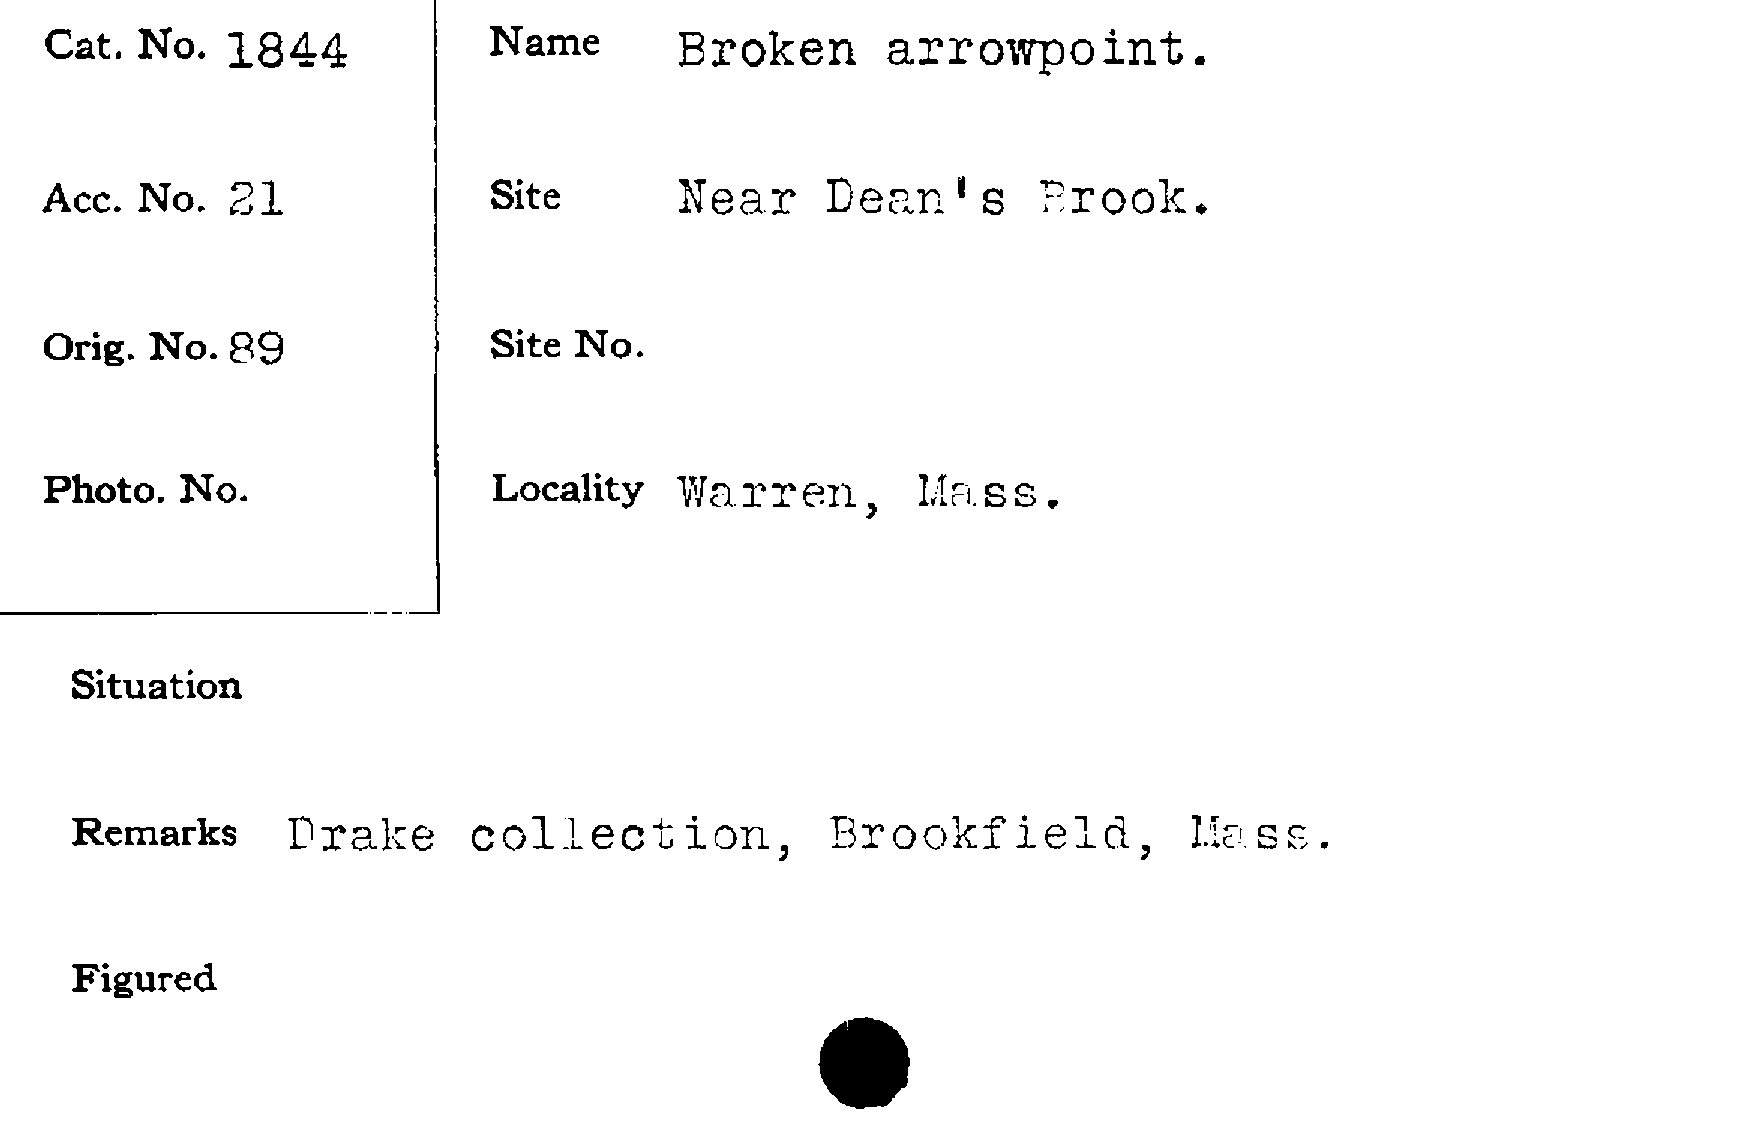 Cat. No. 1844
Name Broken arrowpoint.
Acc. No. 21
Site Near Dean's Brook.
Orig. No. 89
Site No.
Photo. No.
Locality Warren, Mass.
Situation
Remarks Drake collection, Brookfield, Mass.
Figured